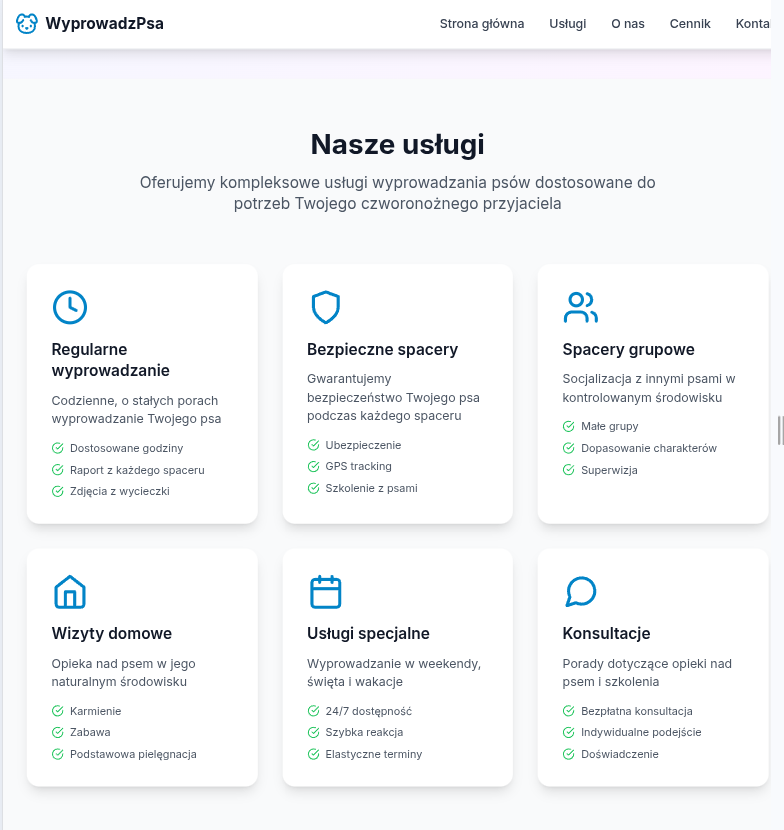 WyprowadzPsa
Strona główna Usługi O nas Cennik Konta
Nasze usługi
Oferujemy kompleksowe usługi wyprowadzania psów dostosowane do
potrzeb Twojego czworonożnego przyjaciela
Regularne
wyprowadzanie
Codzienne, o stałych porach
wyprowadzanie Twojego psa
Dostosowane godziny
Raport z każdego spaceru
Zdjęcia z wycieczki
Bezpieczne spacery
Gwarantujemy
bezpieczeństwo Twojego psa
podczas każdego spaceru
Ubezpieczenie
GPS tracking
Szkolenie z psami
Spacery grupowe
Socjalizacja z innymi psami w
kontrolowanym środowisku
Małe grupy
Dopasowanie charakterów
Superwizja
Wizyty domowe
Opieka nad psem w jego
naturalnym środowisku
Karmienie
Zabawa
Podstawowa pielęgnacja
Usługi specjalne
Wyprowadzanie w weekendy,
święta i wakacje
24/7 dostępność
Szybka reakcja
Elastyczne terminy
Konsultacje
Porady dotyczące opieki nad
psem i szkolenia
Bezpłatna konsultacja
Indywidualne podejście
Doświadczenie